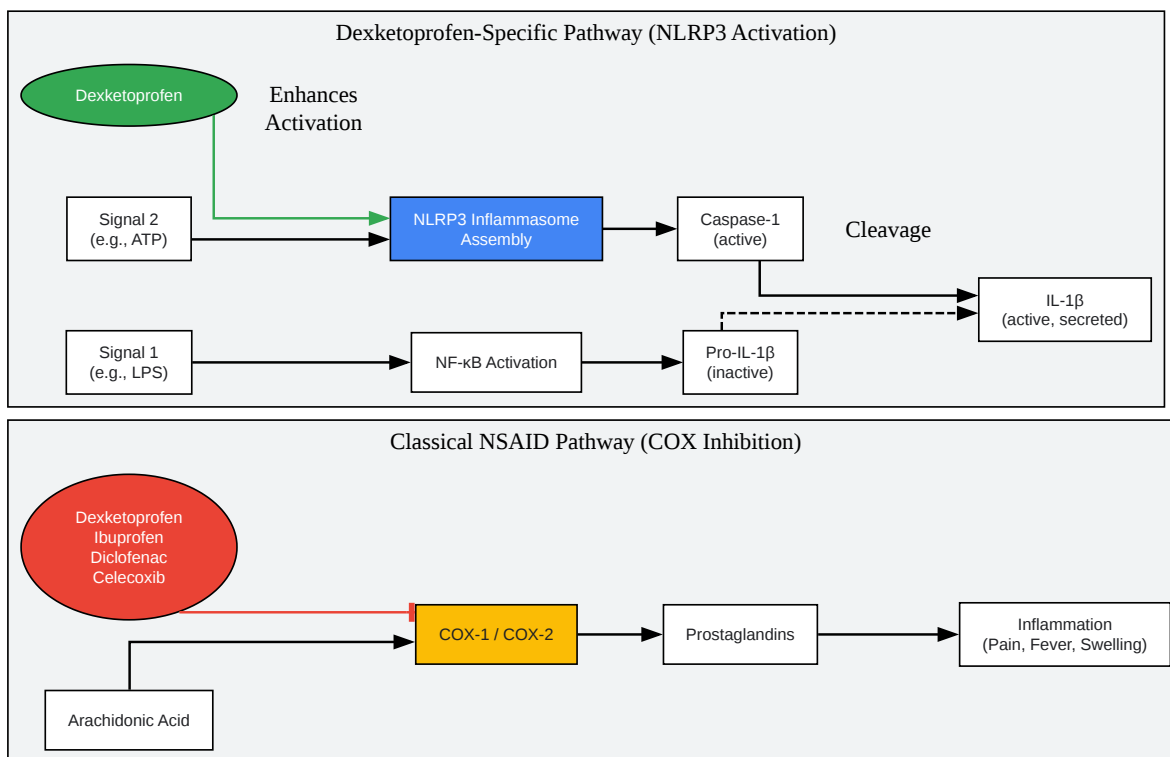 Dexketoprofen-Specific Pathway (NLRP3 Activation)
Dexketoprofen
Enhances
Activation
Signal 2
(e.g., ATP)
NLRP3 Inflammasome
Assembly
Caspase-1
(active)
Cleavage
IL-1β
(active, secreted)
Signal 1
(e.g., LPS)
NF-κB Activation
Pro-IL-1β
(inactive)
Classical NSAID Pathway (COX Inhibition)
Dexketoprofen
Ibuprofen
Diclofenac
Celecoxib
COX-1 / COX-2
Prostaglandins
Inflammation
(Pain, Fever, Swelling)
Arachidonic Acid